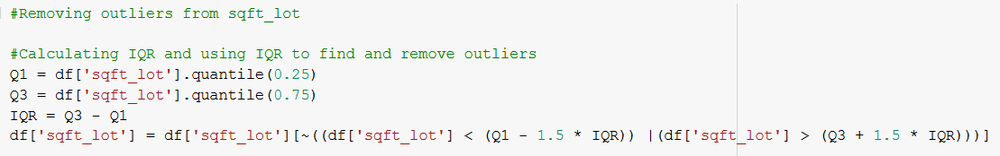 #Removing outliers from sqft_lot
#Calculating IQR and using IQR to find and remove outliers
Q1 = df['sqft_lot'].quantile(0.25)
Q3 = df['sqft_lot'].quantile(0.75)
IQR = Q3 - Q1
df['sqft_lot'] = df['sqft_lot'][~((df['sqft_lot'] < (Q1 - 1.5 * IQR)) |(df['sqft_lot'] > (Q3 + 1.5 * IQR)))]